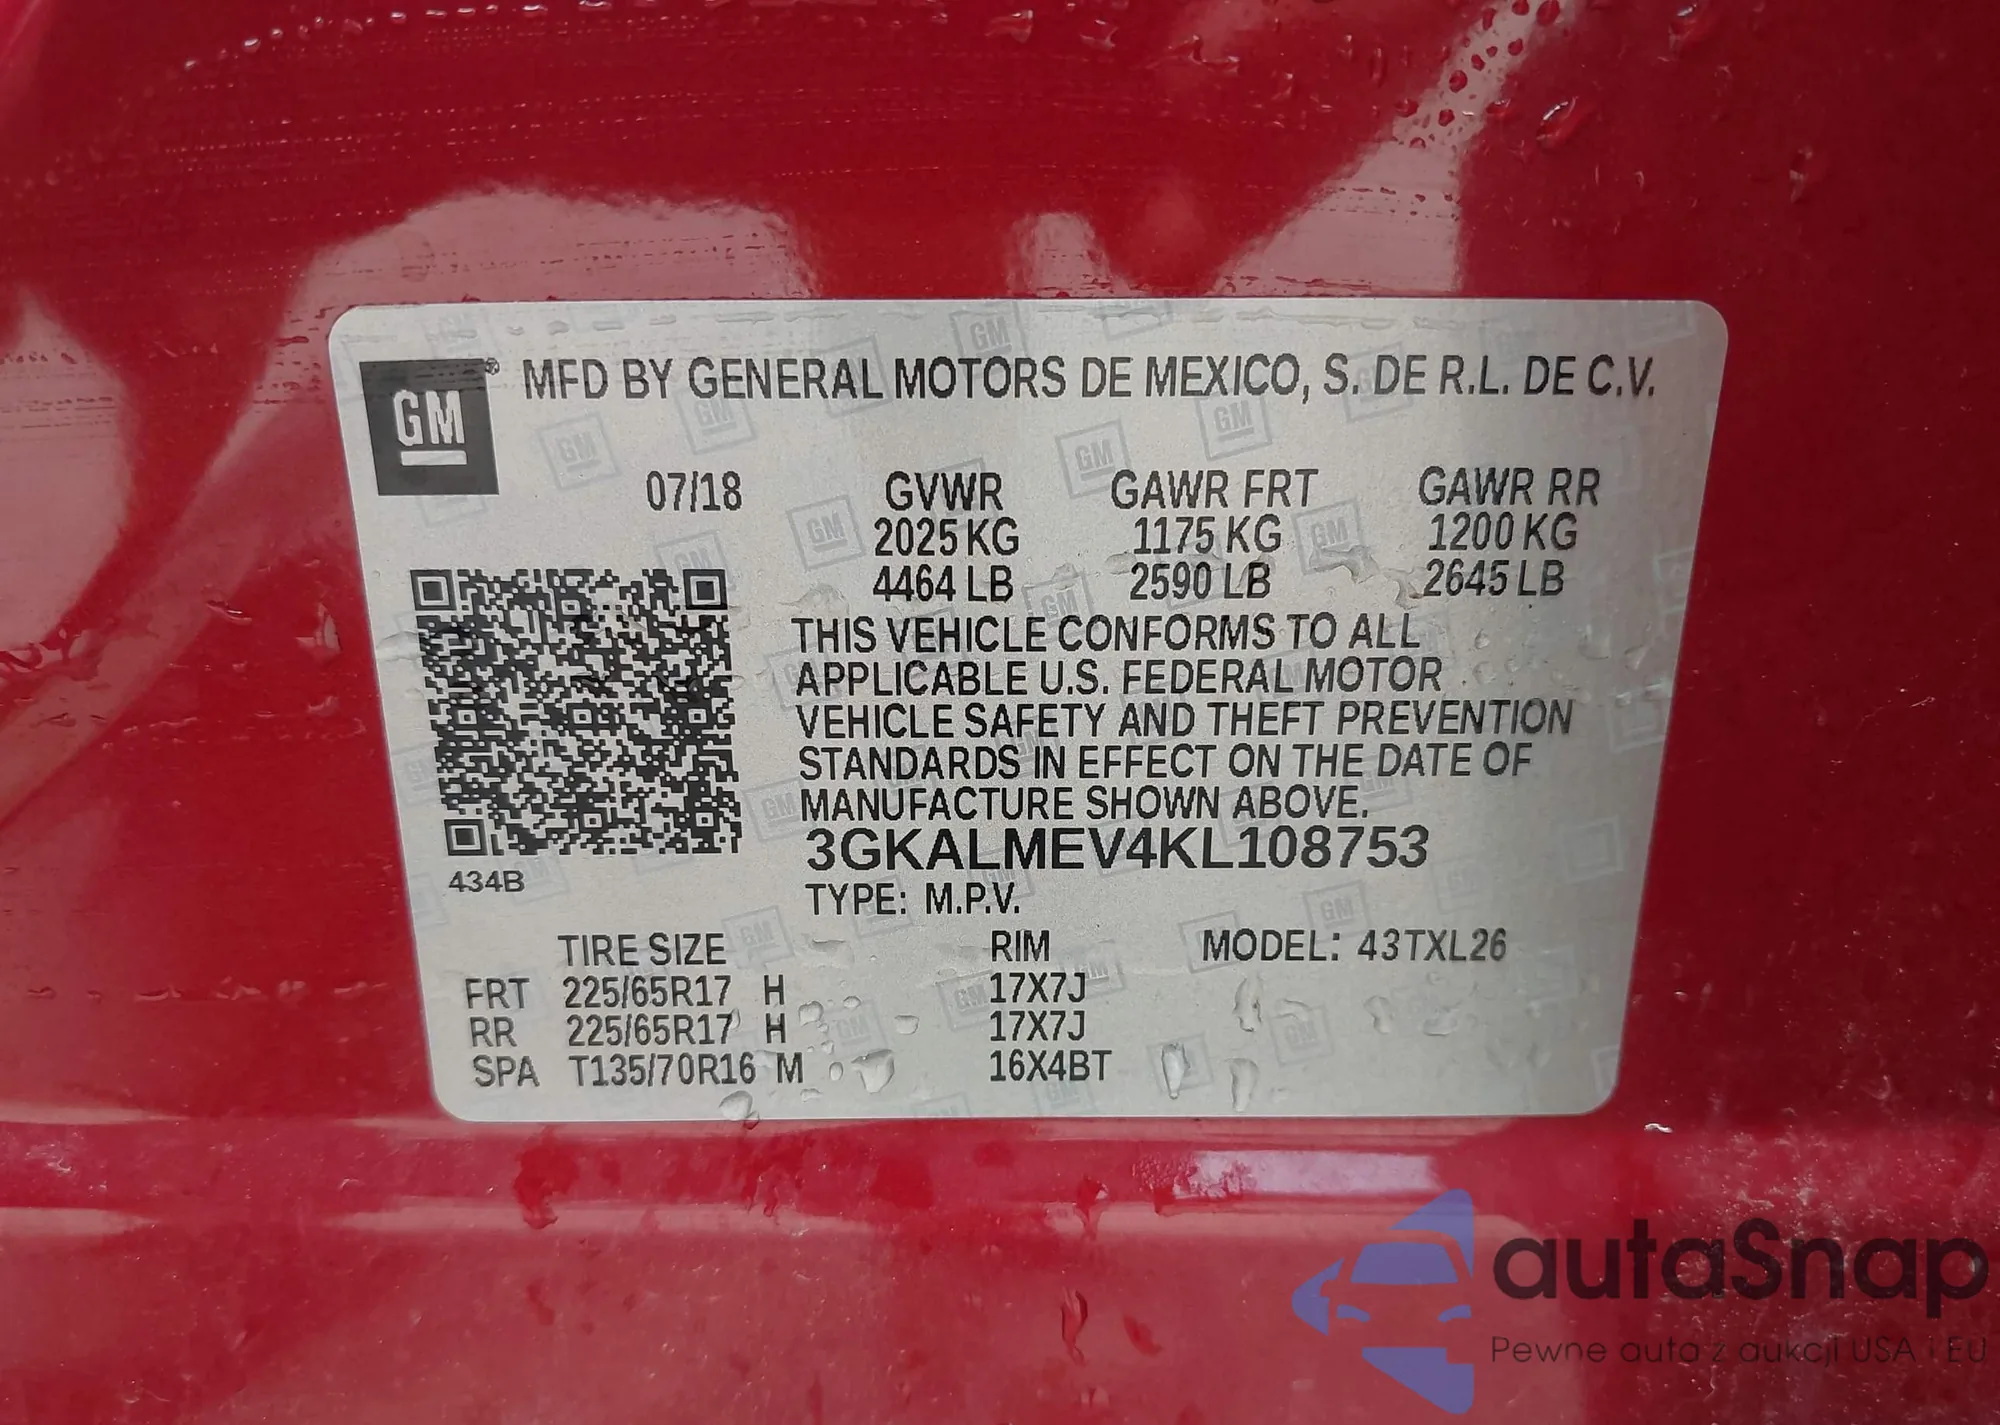 GM® MFD BY GENERAL MOTORS DE MEXICO, S. DE R.L. DE C.V.
07/18 GVWR GAWR FRT GAWR RR
2025 KG 1175 KG 1200 KG
4464 LB 2590 LB 2645 LB
THIS VEHICLE CONFORMS TO ALL
APPLICABLE U.S. FEDERAL MOTOR
VEHICLE SAFETY AND THEFT PREVENTION
STANDARDS IN EFFECT ON THE DATE OF
MANUFACTURE SHOWN ABOVE.
3GKALMEV4KL108753
434B
TYPE: M.P.V.
TIRE SIZE RIM MODEL: 43TXL26
FRT 225/65R17 H 17X7J
RR 225/65R17 H 17X7J
SPA T135/70R16 M 16X4BT
autaSnap
Pewne auta z aukcji USA i EU